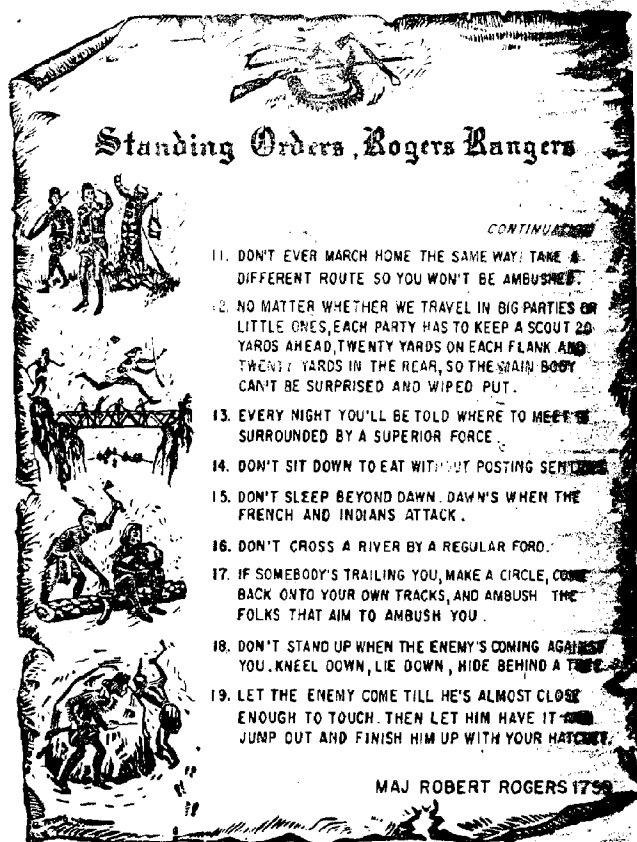 Standing Orders, Rogers Rangers
11. DON'T EVER MARCH HOME THE SAME WAY. TAKE A
DIFFERENT ROUTE SO YOU WON'T BE AMBUSHED.
12. NO MATTER WHETHER WE TRAVEL IN BIG PARTIES OR
LITTLE ONES, EACH PARTY HAS TO KEEP A SCOUT 20
YARDS AHEAD, TWENTY YARDS ON EACH FLANK AND
TWENTY YARDS IN THE REAR, SO THE MAIN BODY
CAN'T BE SURPRISED AND WIPED PUT.
13. EVERY NIGHT YOU'LL BE TOLD WHERE TO MEET IF
SURROUNDED BY A SUPERIOR FORCE.
14. DON'T SIT DOWN TO EAT WITHOUT POSTING
15. DON'T SLEEP BEYOND DAWN. DAWN'S WHEN THE
FRENCH AND INDIANS ATTACK.
16. DON'T CROSS A RIVER BY A REGULAR FORD.
17. IF SOMEBODY'S TRAILING YOU, MAKE A CIRCLE, COME
BACK ONTO YOUR OWN TRACKS, AND AMBUSH THE
FOLKS THAT AIM TO AMBUSH YOU.
18. DON'T STAND UP WHEN THE ENEMY'S COMING AGAINST
YOU. KNEEL DOWN, LIE DOWN, HIDE BEHIND A TREE.
19. LET THE ENEMY COME TILL HE'S ALMOST CLOSE
ENOUGH TO TOUCH. THEN LET HIM HAVE IT AND
JUMP OUT AND FINISH HIM UP WITH YOUR HATCHET.
MAJ ROBERT ROGERS 1759